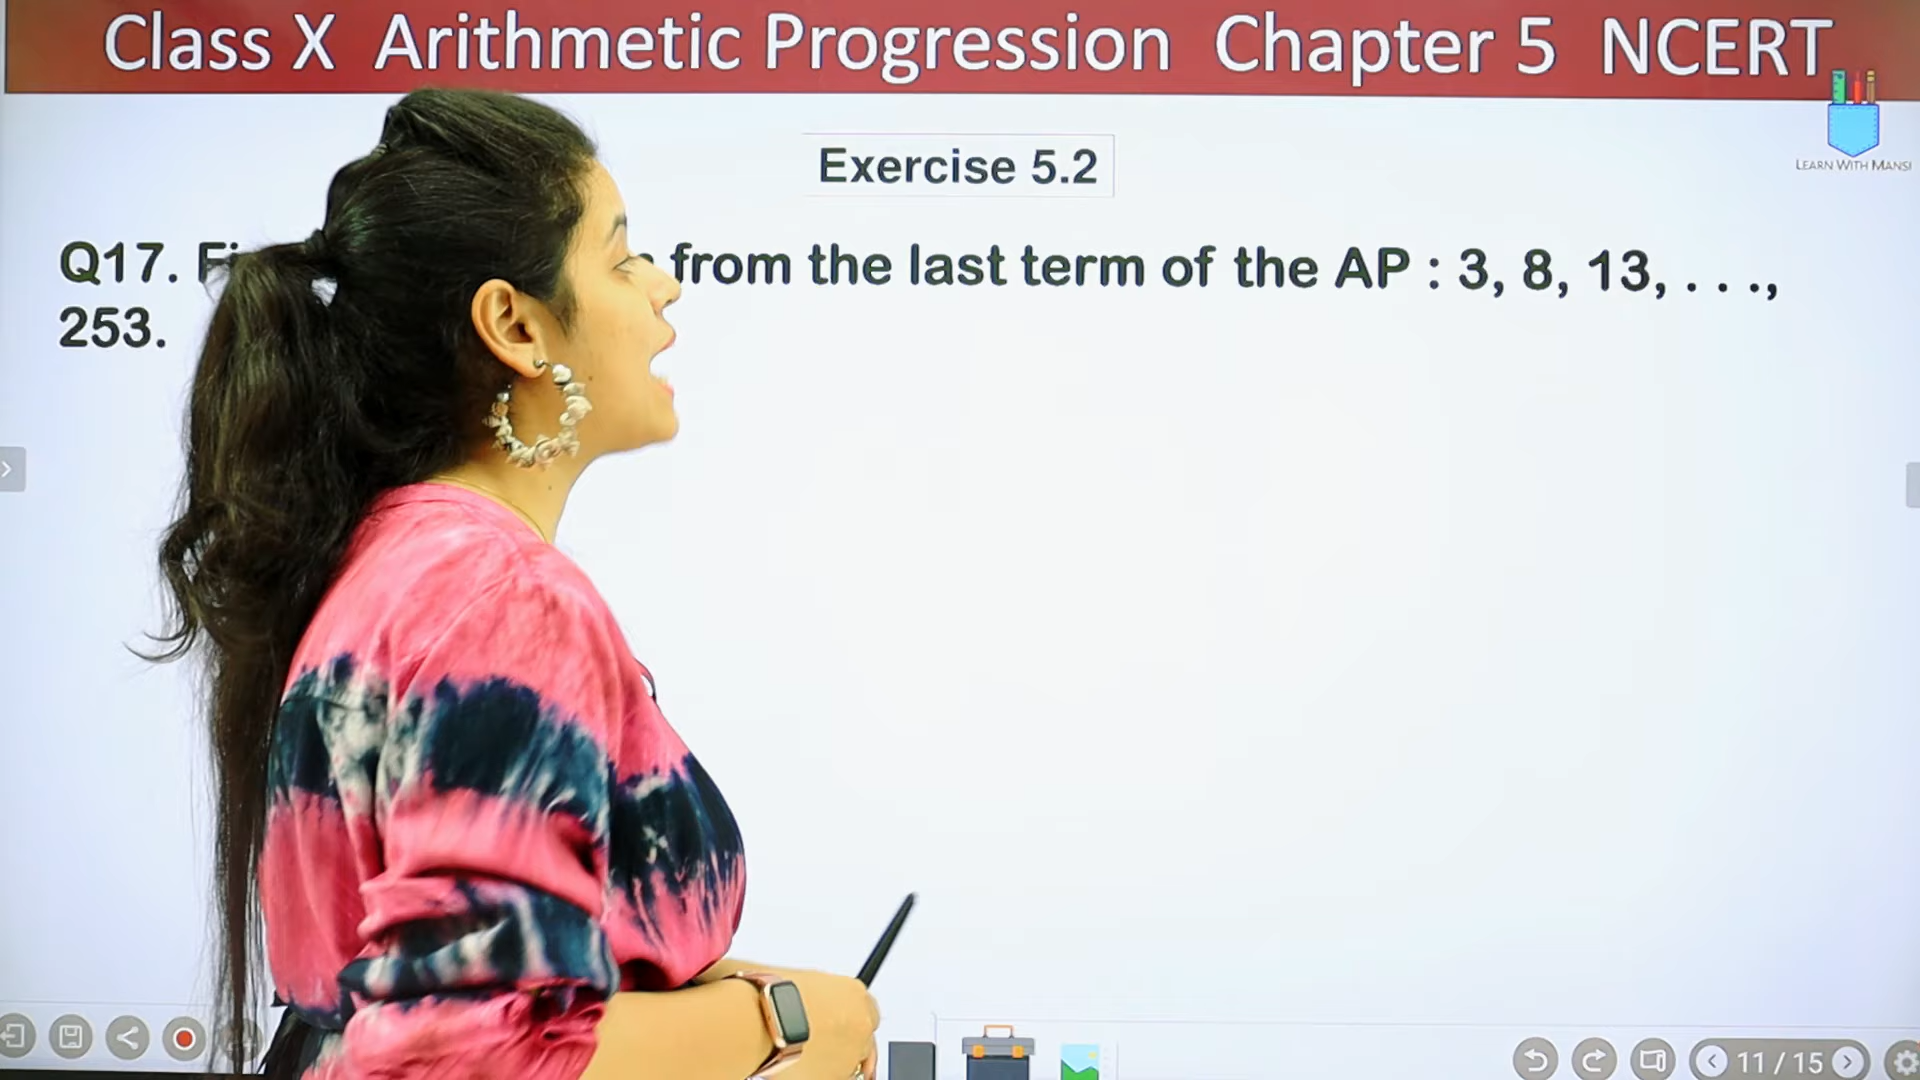 Class X Arithmetic Progression Chapter 5 NCERT
LEARN WITH MANSI
Exercise 5.2
Q17. from the last term of the AP : 3, 8, 13, . . .,
253.
11 / 15